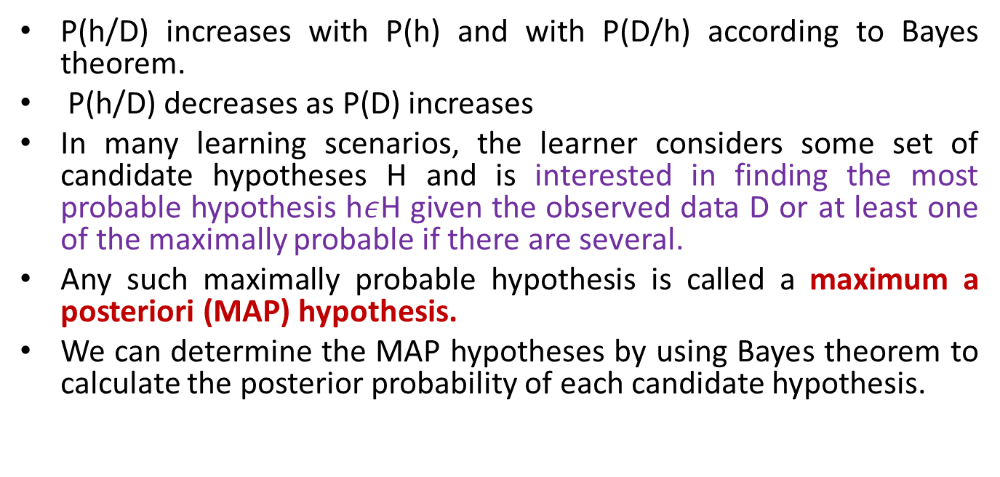 • P(h/D) increases with P(h) and with P(D/h) according to Bayes
theorem.
• P(h/D) decreases as P(D) increases
• In many learning scenarios, the learner considers some set of
candidate hypotheses H and is interested in finding the most
probable hypothesis hϵH given the observed data D or at least one
of the maximally probable if there are several.
• Any such maximally probable hypothesis is called a maximum a
posteriori (MAP) hypothesis.
• We can determine the MAP hypotheses by using Bayes theorem to
calculate the posterior probability of each candidate hypothesis.